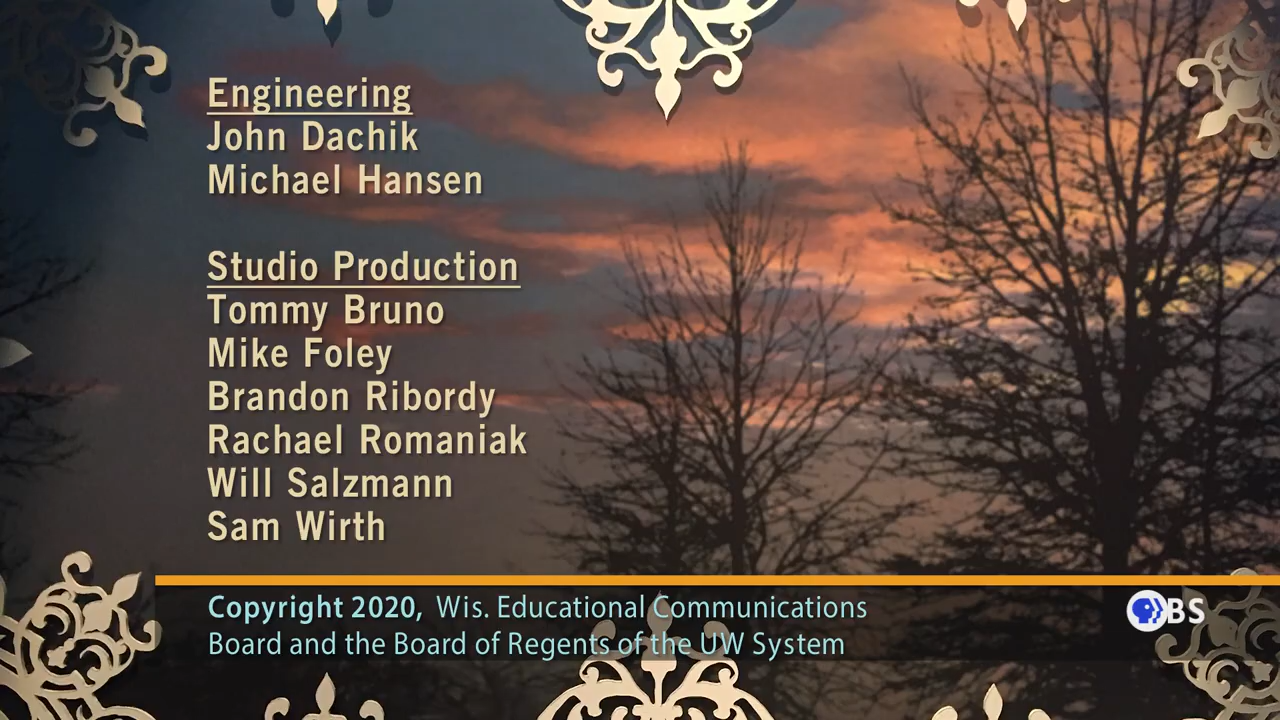 Engineering
John Dachik
Michael Hansen
Studio Production
Tommy Bruno
Mike Foley
Brandon Ribordy
Rachael Romaniak
Will Salzmann
Sam Wirth
Copyright 2020, Wis. Educational Communications
Board and the Board of Regents of the UW System
PBS